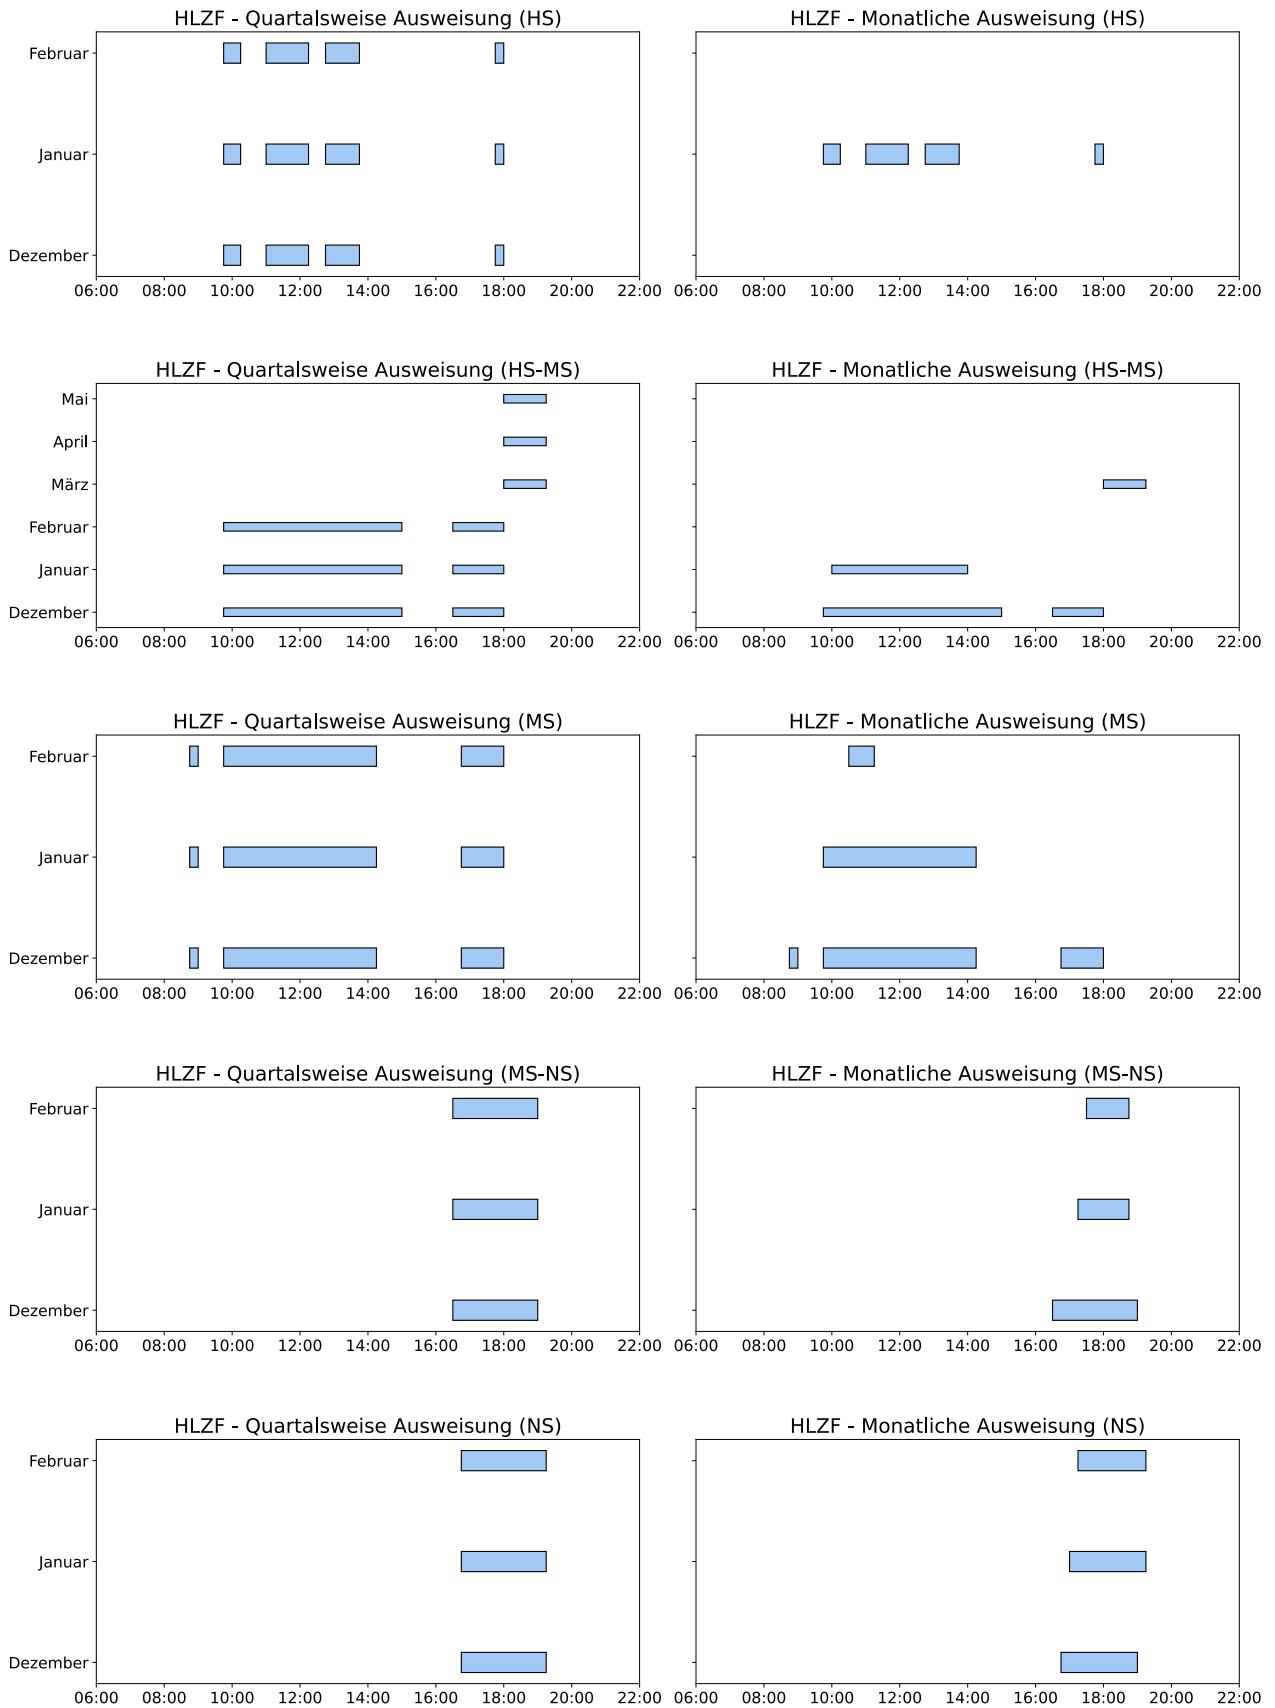 HLZF - Quartalsweise Ausweisung (HS)
HLZF - Monatliche Ausweisung (HS)
Februar
Januar
Dezember
06:00 08:00 10:00 12:00 14:00 16:00 18:00 20:00 22:00
06:00 08:00 10:00 12:00 14:00 16:00 18:00 20:00 22:00
HLZF - Quartalsweise Ausweisung (HS-MS)
HLZF - Monatliche Ausweisung (HS-MS)
Mai
April
März
Februar
Januar
Dezember
06:00 08:00 10:00 12:00 14:00 16:00 18:00 20:00 22:00
06:00 08:00 10:00 12:00 14:00 16:00 18:00 20:00 22:00
HLZF - Quartalsweise Ausweisung (MS)
HLZF - Monatliche Ausweisung (MS)
Februar
Januar
Dezember
06:00 08:00 10:00 12:00 14:00 16:00 18:00 20:00 22:00
06:00 08:00 10:00 12:00 14:00 16:00 18:00 20:00 22:00
HLZF - Quartalsweise Ausweisung (MS-NS)
HLZF - Monatliche Ausweisung (MS-NS)
Februar
Januar
Dezember
06:00 08:00 10:00 12:00 14:00 16:00 18:00 20:00 22:00
06:00 08:00 10:00 12:00 14:00 16:00 18:00 20:00 22:00
HLZF - Quartalsweise Ausweisung (NS)
HLZF - Monatliche Ausweisung (NS)
Februar
Januar
Dezember
06:00 08:00 10:00 12:00 14:00 16:00 18:00 20:00 22:00
06:00 08:00 10:00 12:00 14:00 16:00 18:00 20:00 22:00